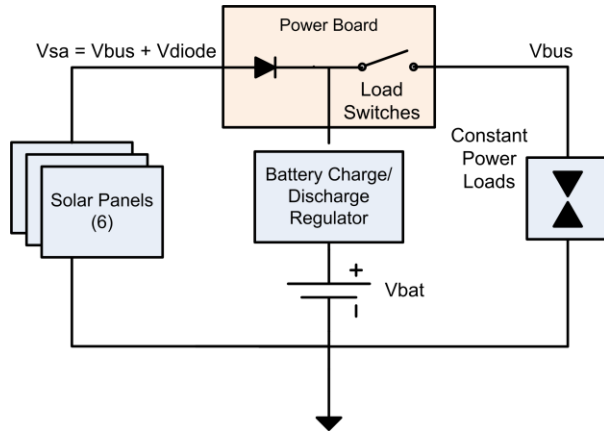 Power Board
Vsa = Vbus + Vdiode
Vbus
Load
Switches
Constant
Power
Loads
Battery Charge/
Discharge
Regulator
Solar Panels
(6)
+
Vbat